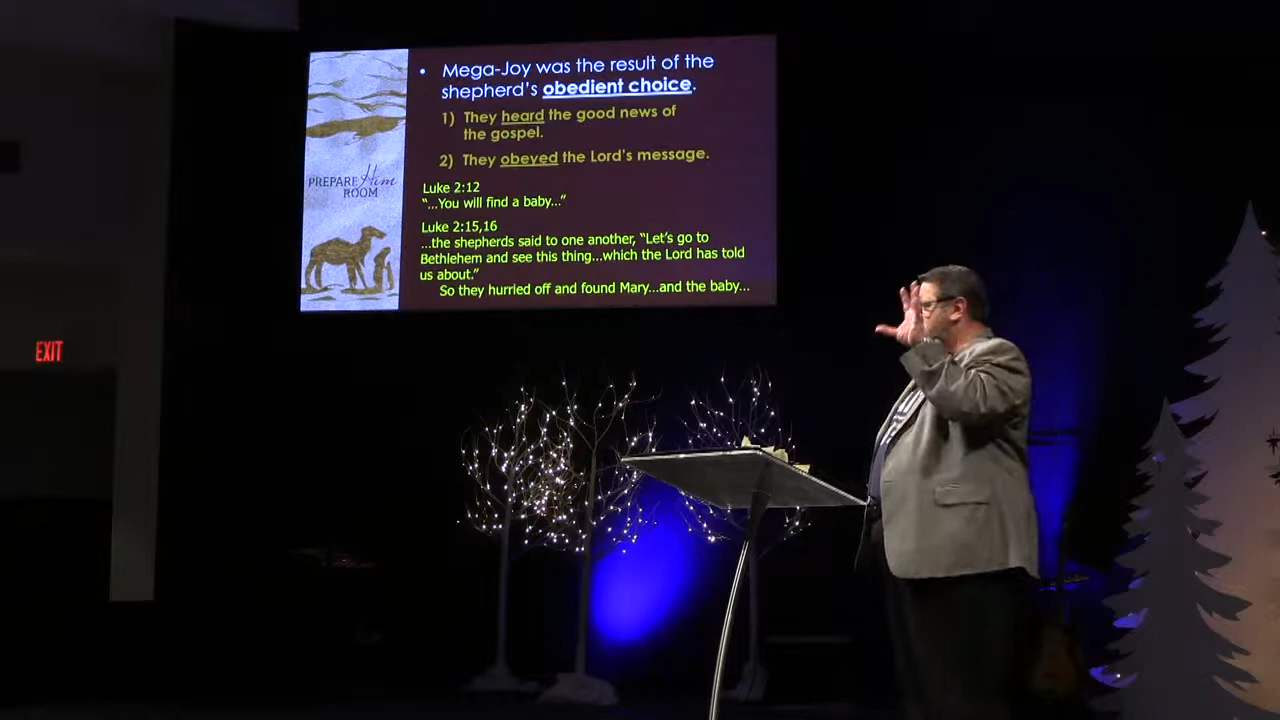 • Mega-Joy was the result of the
shepherd's obedient choice.
1) They heard the good news of
the gospel.
2) They obeyed the Lord's message.
PREPARE Him
ROOM
Luke 2:12
"...You will find a baby..."
Luke 2:15,16
...the shepherds said to one another, "Let's go to
Bethlehem and see this thing...which the Lord has told
us about."
So they hurried off and found Mary...and the baby...
EXIT